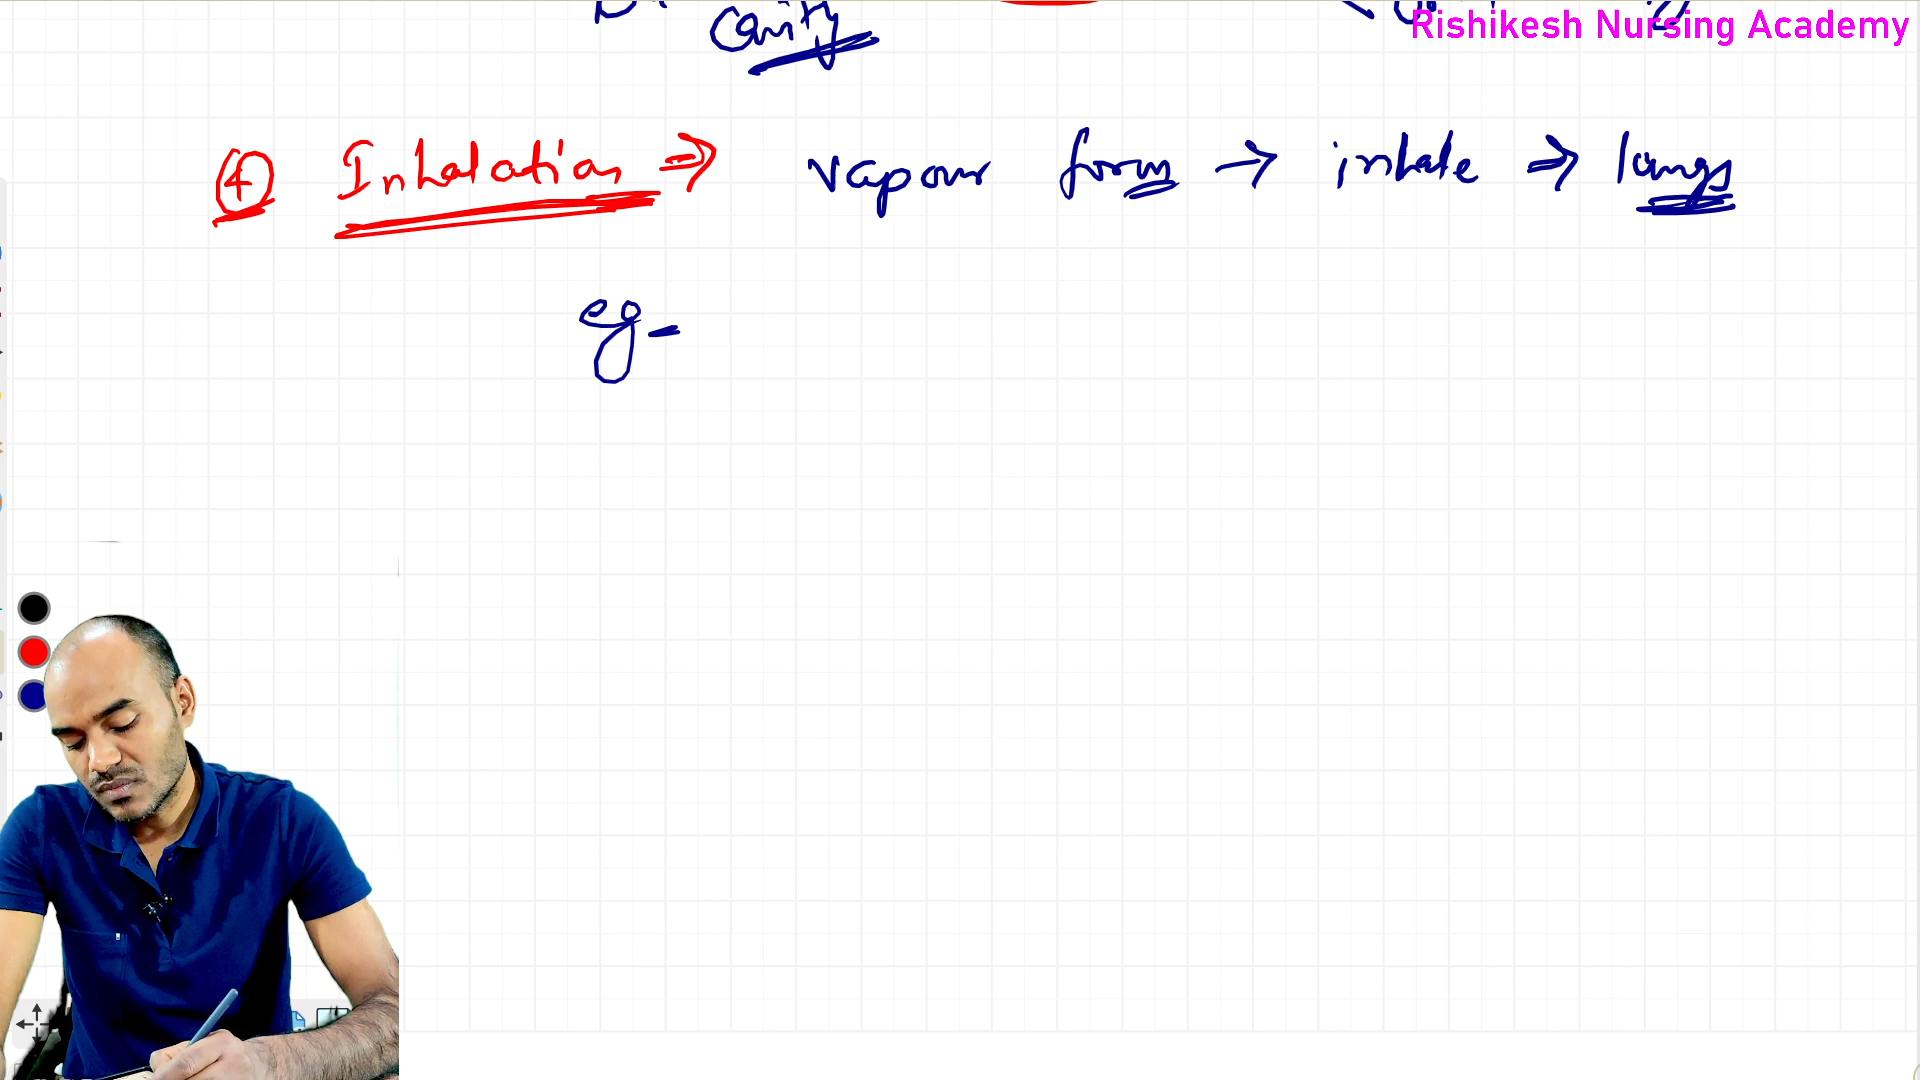 Rishikesh Nursing Academy
Cavity
④ Inhalation ⇒ vapour form → inhale ⇒ lungs
eg-